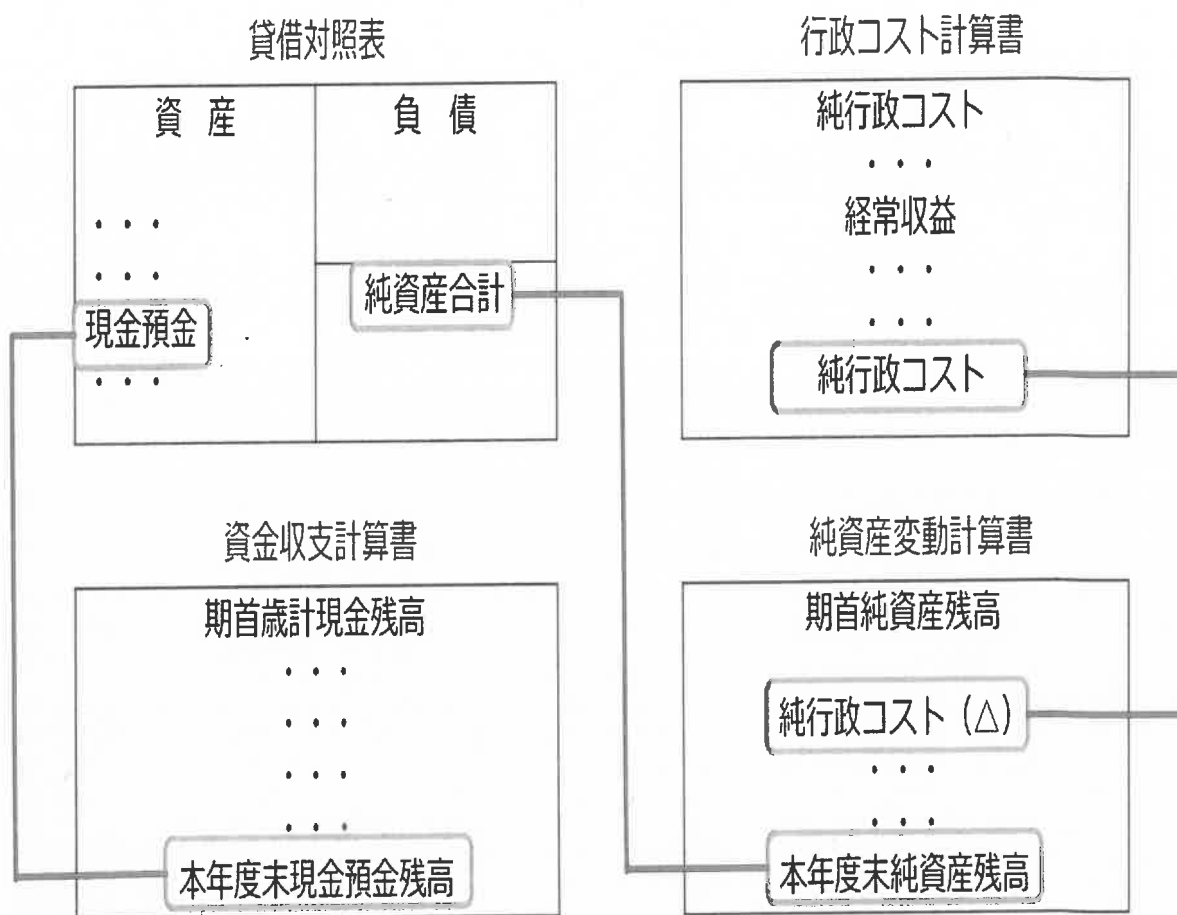 貸借対照表
資 産
負 債
・・・
・・・
現金預金
・・・
純資産合計
行政コスト計算書
純行政コスト
・・・
経常収益
・・・
・・・
純行政コスト
資金収支計算書
期首歳計現金残高
・・・
・・・
・・・
・・・
本年度末現金預金残高
純資産変動計算書
期首純資産残高
純行政コスト（△）
・・・
・・・
本年度末純資産残高